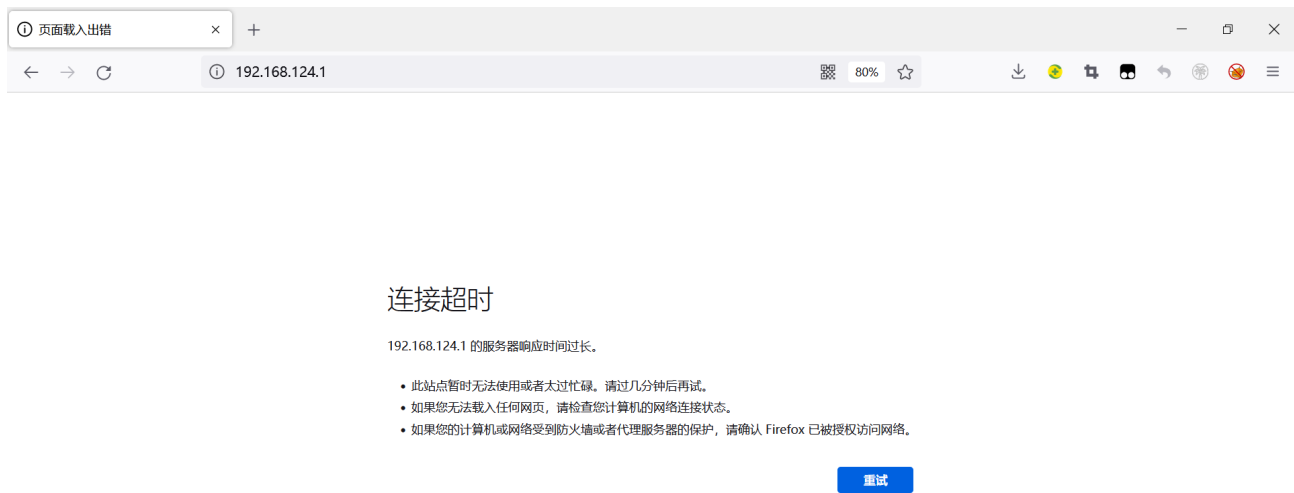 页面载入出错
192.168.124.1
80%
连接超时
192.168.124.1 的服务器响应时间过长。
此站点暂时无法使用或者太过忙碌。请过几分钟后再试。
如果您无法载入任何网页，请检查您计算机的网络连接状态。
如果您的计算机或网络受到防火墙或者代理服务器的保护，请确认 Firefox 已被授权访问网络。
重试